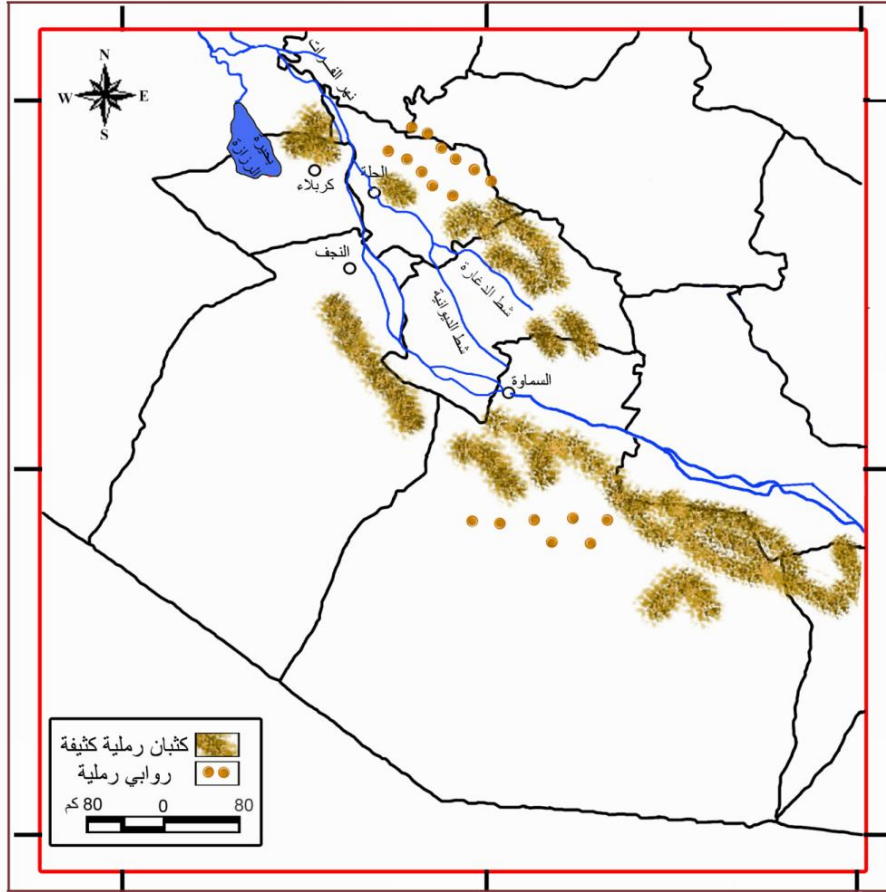 N
W E
S
نهر الفرات
كربلاء
الحلة
النجف
شط الدغارة
شط الديوانية
السماوة
كثبان رملية كثيفة
روابي رملية
80 0 80 كم